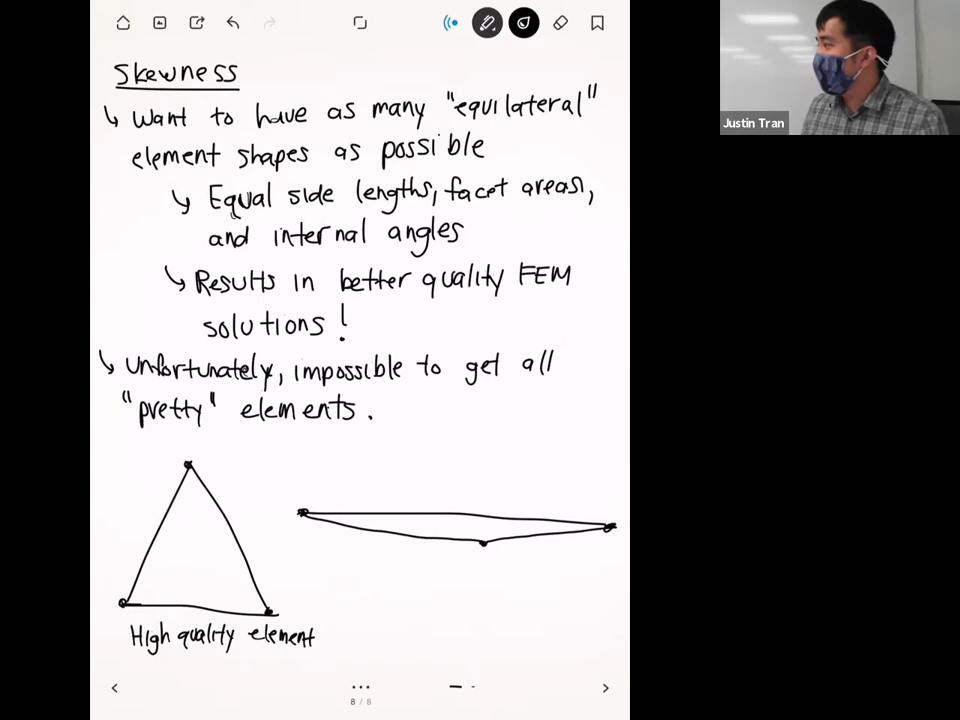 Skewness
↳ Want to have as many "equilateral"
element shapes as possible
↳ Equal side lengths, facet areas,
and internal angles
↳ Results in better quality FEM
solutions!
↳ Unfortunately, impossible to get all
"pretty" elements.
High quality element
8 / 8
Justin Tran